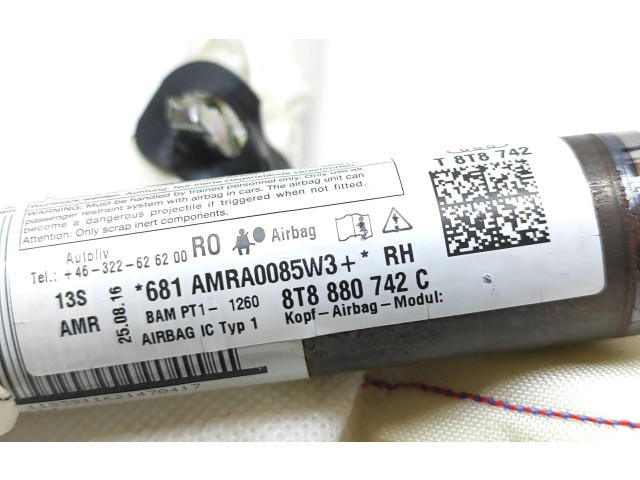 T 8T8 742
WARNING: Must be handled by trained personnel only. Only use as
passenger restraint system with airbag in cars. The airbag unit can
become a dangerous projectile if triggered when not fitted.
Attention: Only scrap inert components.
Autoliv
Tel.: +46-322-62 62 00 RO Airbag
13S *681 AMRA0085W3+* RH
AMR 25.08.16 BAM PT1- 1260 8T8 880 742 C
AIRBAG IC Typ 1 Kopf-Airbag-Modul: